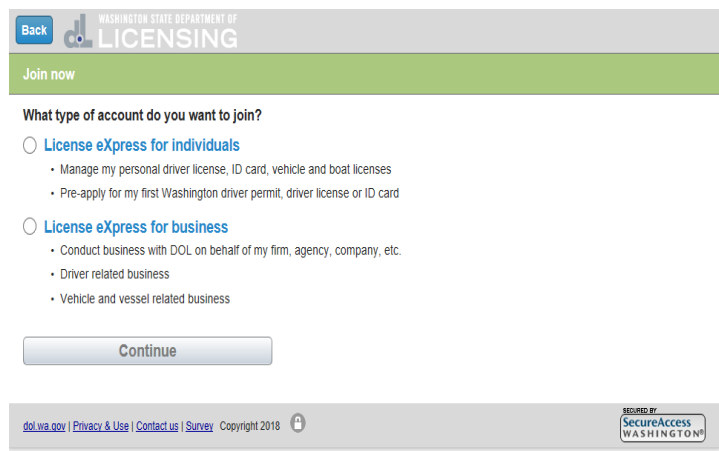 Back
WASHINGTON STATE DEPARTMENT OF
dol LICENSING
Join now
What type of account do you want to join?
License eXpress for individuals
• Manage my personal driver license, ID card, vehicle and boat licenses
• Pre-apply for my first Washington driver permit, driver license or ID card
License eXpress for business
• Conduct business with DOL on behalf of my firm, agency, company, etc.
• Driver related business
• Vehicle and vessel related business
Continue
dol.wa.gov | Privacy & Use | Contact us | Survey Copyright 2018
SECURED BY
SecureAccess
WASHINGTON®